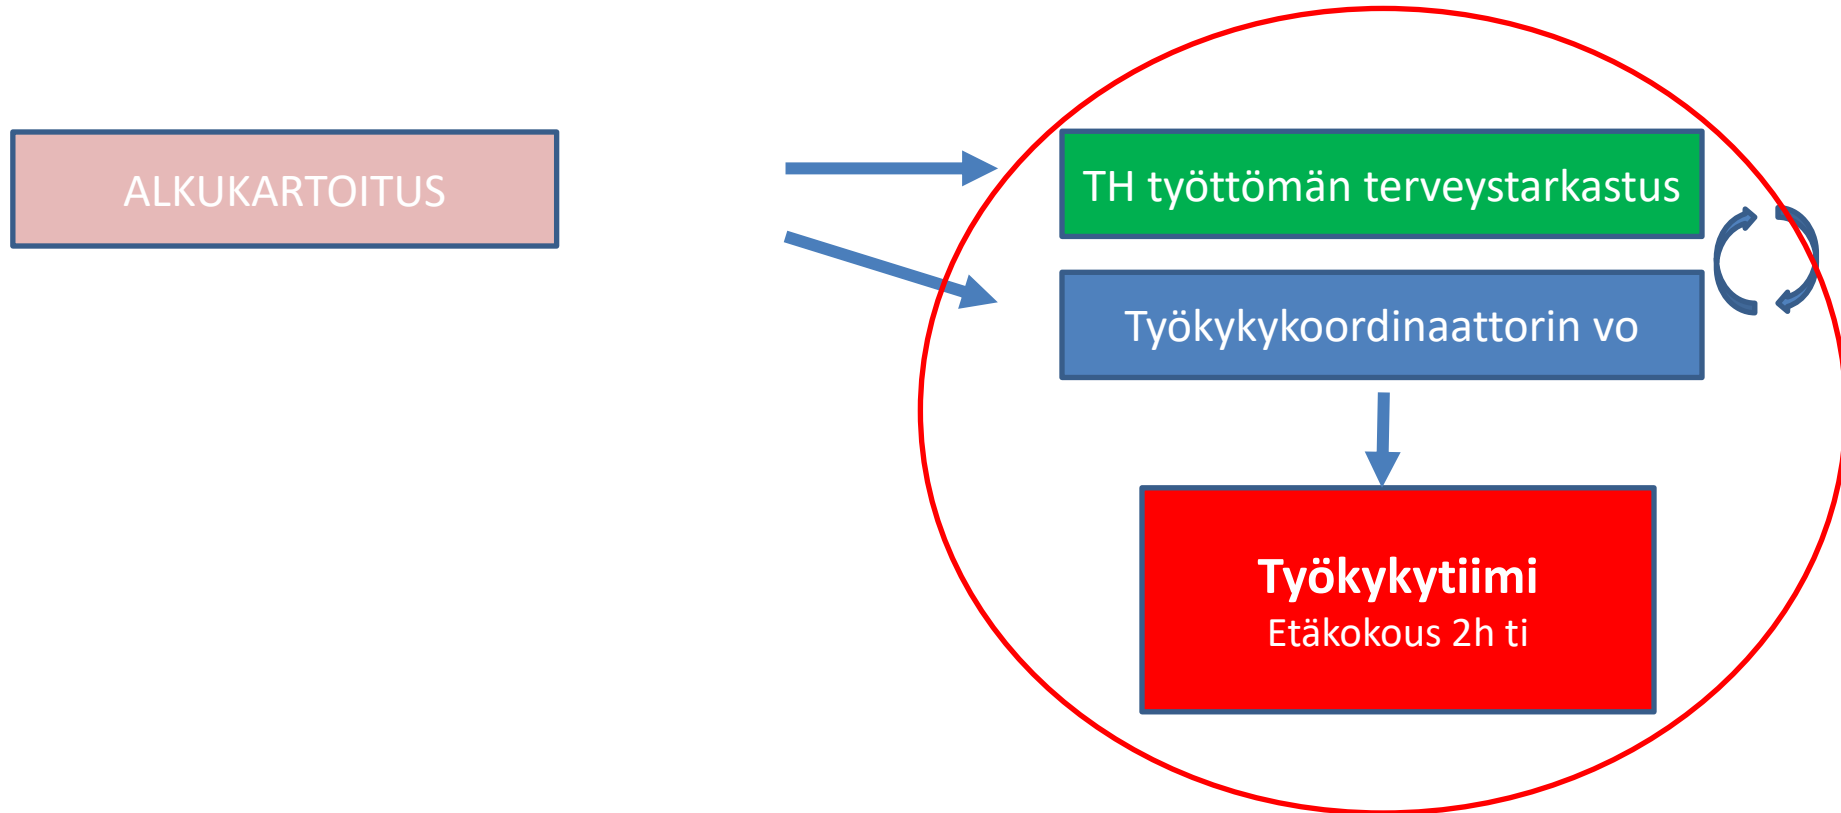 ALKUKARTOITUS
TH työttömän terveystarkastus
Työkykykoordinaattorin vo
Työkykytiimi
Etäkokous 2h ti